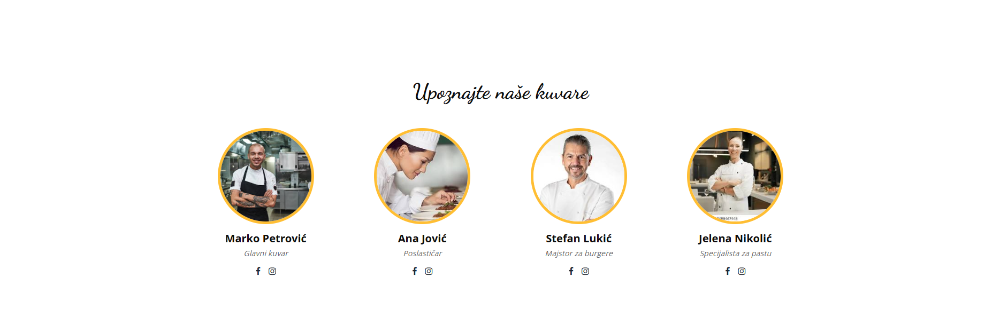 Upoznajte naše kuvare
2488467445
Marko Petrović
Ana Jović
Stefan Lukić
Jelena Nikolić
Glavni kuvar
Poslastičar
Majstor za burgere
Specijalista za pastu